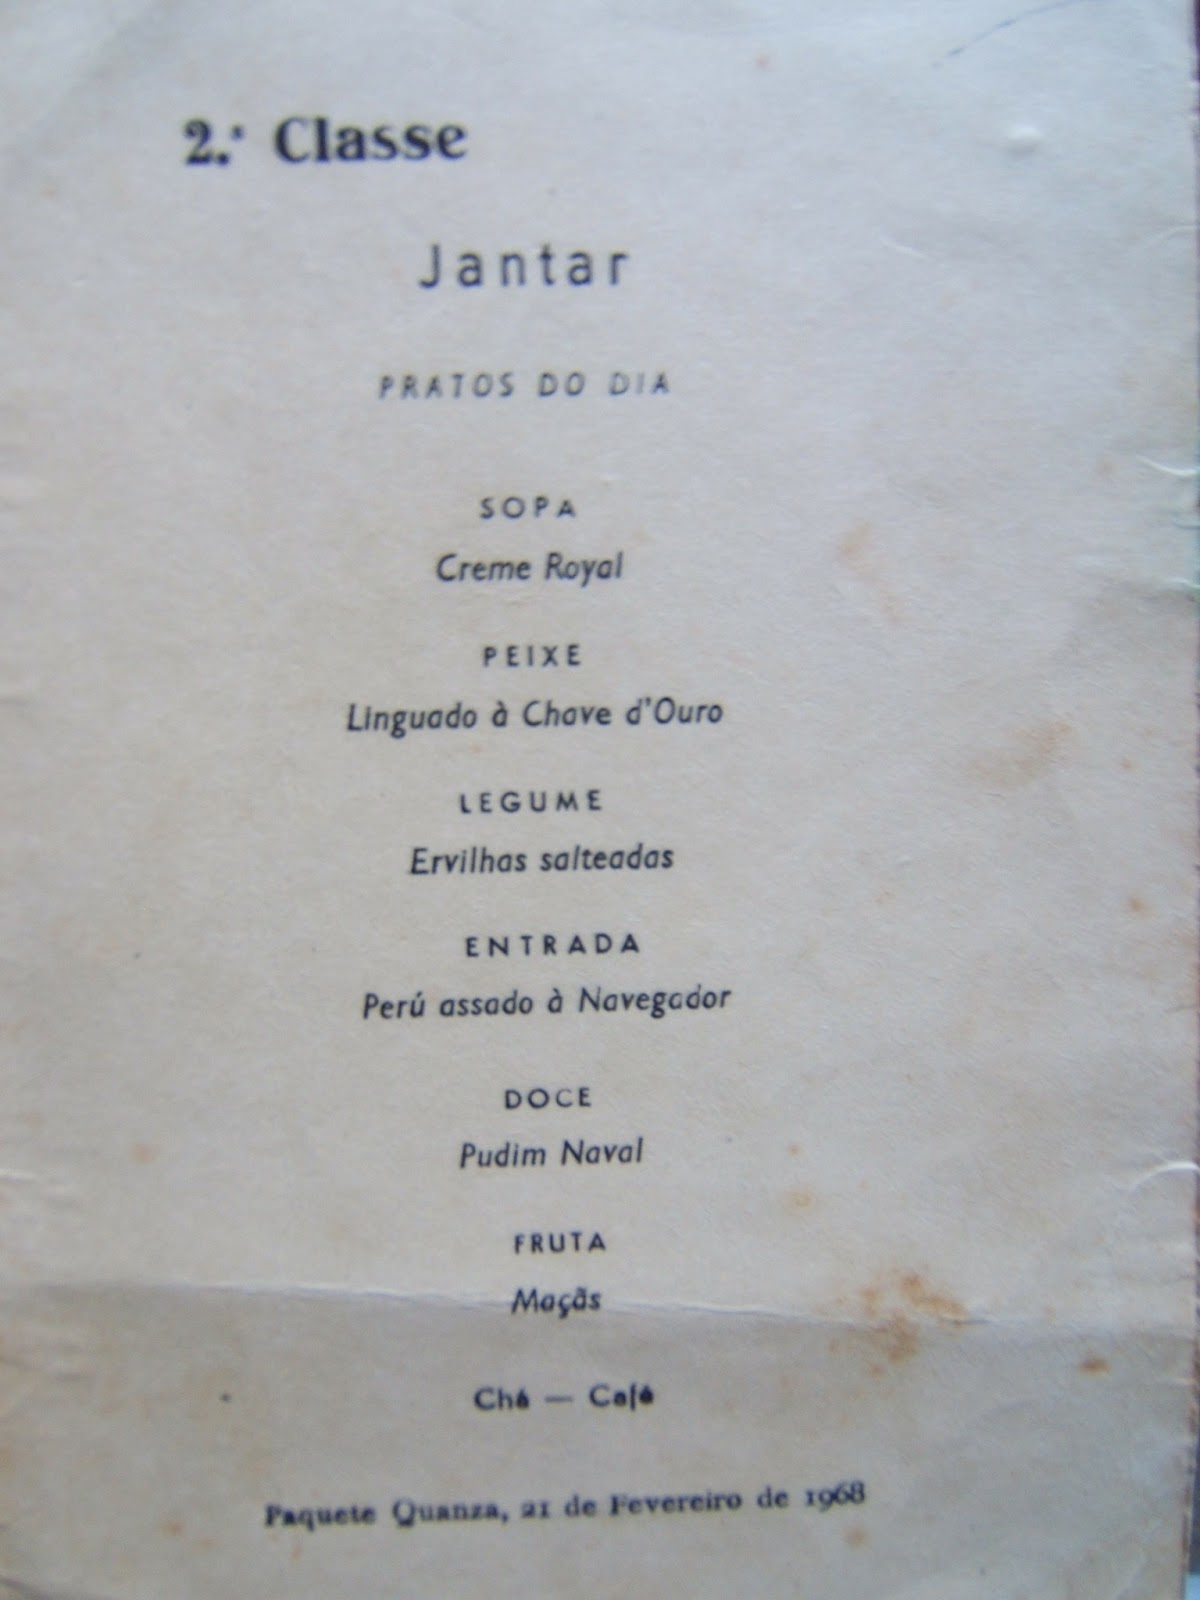 2.ª Classe
Jantar
PRATOS DO DIA
SOPA
Creme Royal
PEIXE
Linguado à Chave d'Ouro
LEGUME
Ervilhas salteadas
ENTRADA
Perú assado à Navegador
DOCE
Pudim Naval
FRUTA
Maçãs
Chá — Café
Paquete Quanza, 21 de Fevereiro de 1968